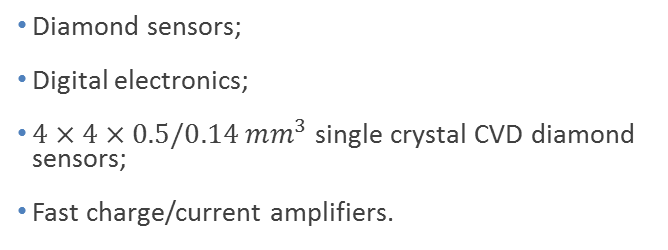 • Diamond sensors;
• Digital electronics;
• 4 × 4 × 0.5/0.14 mm³ single crystal CVD diamond
sensors;
• Fast charge/current amplifiers.